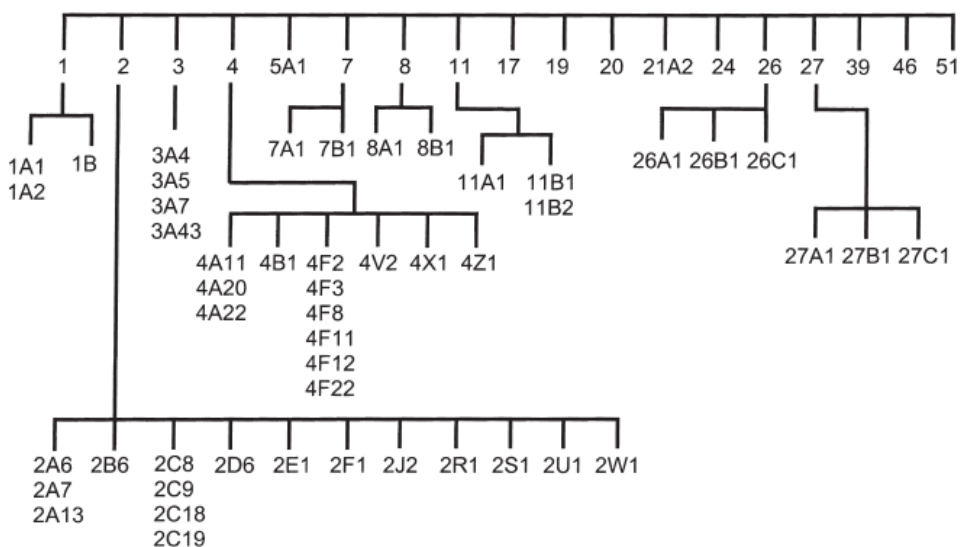 1 2 3 4 5A1 7 8 11 17 19 20 21A2 24 26 27 39 46 51
1A1 1B
1A2
3A4
3A5
3A7
3A43
7A1 7B1 8A1 8B1
11A1 11B1
11B2
26A1 26B1 26C1
27A1 27B1 27C1
4A11 4B1 4F2 4V2 4X1 4Z1
4A20 4F3
4A22 4F8
4F11
4F12
4F22
2A6 2B6 2C8 2D6 2E1 2F1 2J2 2R1 2S1 2U1 2W1
2A7 2C9
2A13 2C18
2C19